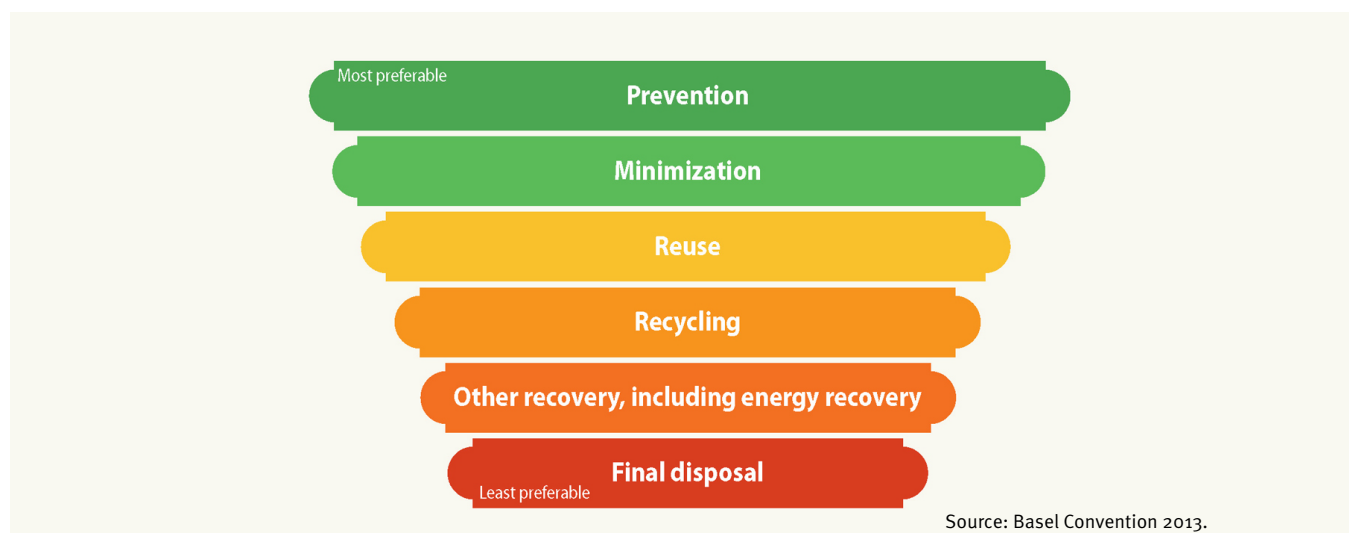 Most preferable
Prevention
Minimization
Reuse
Recycling
Other recovery, including energy recovery
Final disposal
Least preferable
Source: Basel Convention 2013.